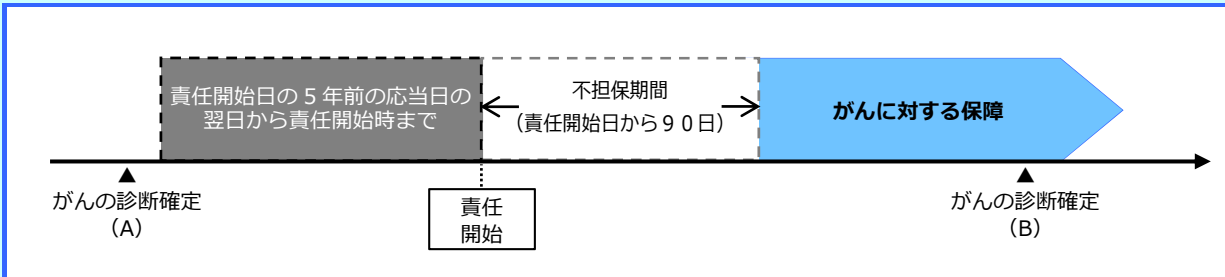 責任開始日の5年前の応当日の
翌日から責任開始時まで
不担保期間
(責任開始日から90日)
がんに対する保障
▲
がんの診断確定
(A)
責任
開始
▲
がんの診断確定
(B)